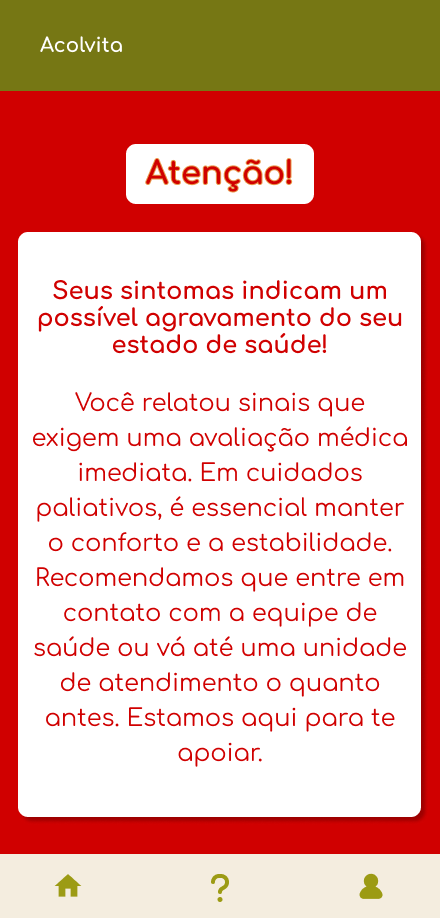 Acolvita
Atenção!
Seus sintomas indicam um
possível agravamento do seu
estado de saúde!
Você relatou sinais que
exigem uma avaliação médica
imediata. Em cuidados
paliativos, é essencial manter
o conforto e a estabilidade.
Recomendamos que entre em
contato com a equipe de
saúde ou vá até uma unidade
de atendimento o quanto
antes. Estamos aqui para te
apoiar.
?